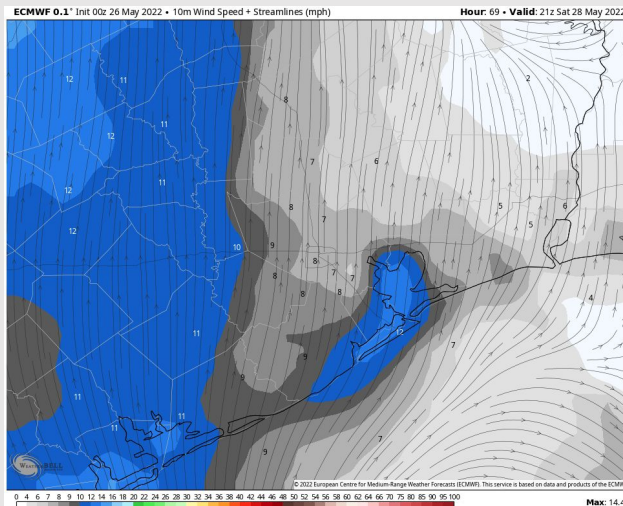 ECMWF 0.1° Init 00z 26 May 2022 • 10m Wind Speed + Streamlines (mph)
Hour: 69 • Valid: 21z Sat 28 May 2022
12 11 8 2
12 11
11 7 6
12 8 5 6
12 7 5
10 9 8
8 7 7
8 8 4
11 12 7
9
9
11
11 11 7
9
WeatherBELL
© 2022 European Centre for Medium-Range Weather Forecasts (ECMWF). This service is based on data and products of the ECMW
0 4 6 7 8 9 10 12 14 16 18 20 22 24 26 28 30 32 34 36 38 40 42 44 46 48 50 52 54 56 58 60 62 64 66 70 75 80 85 90 95 100
Max: 14.4